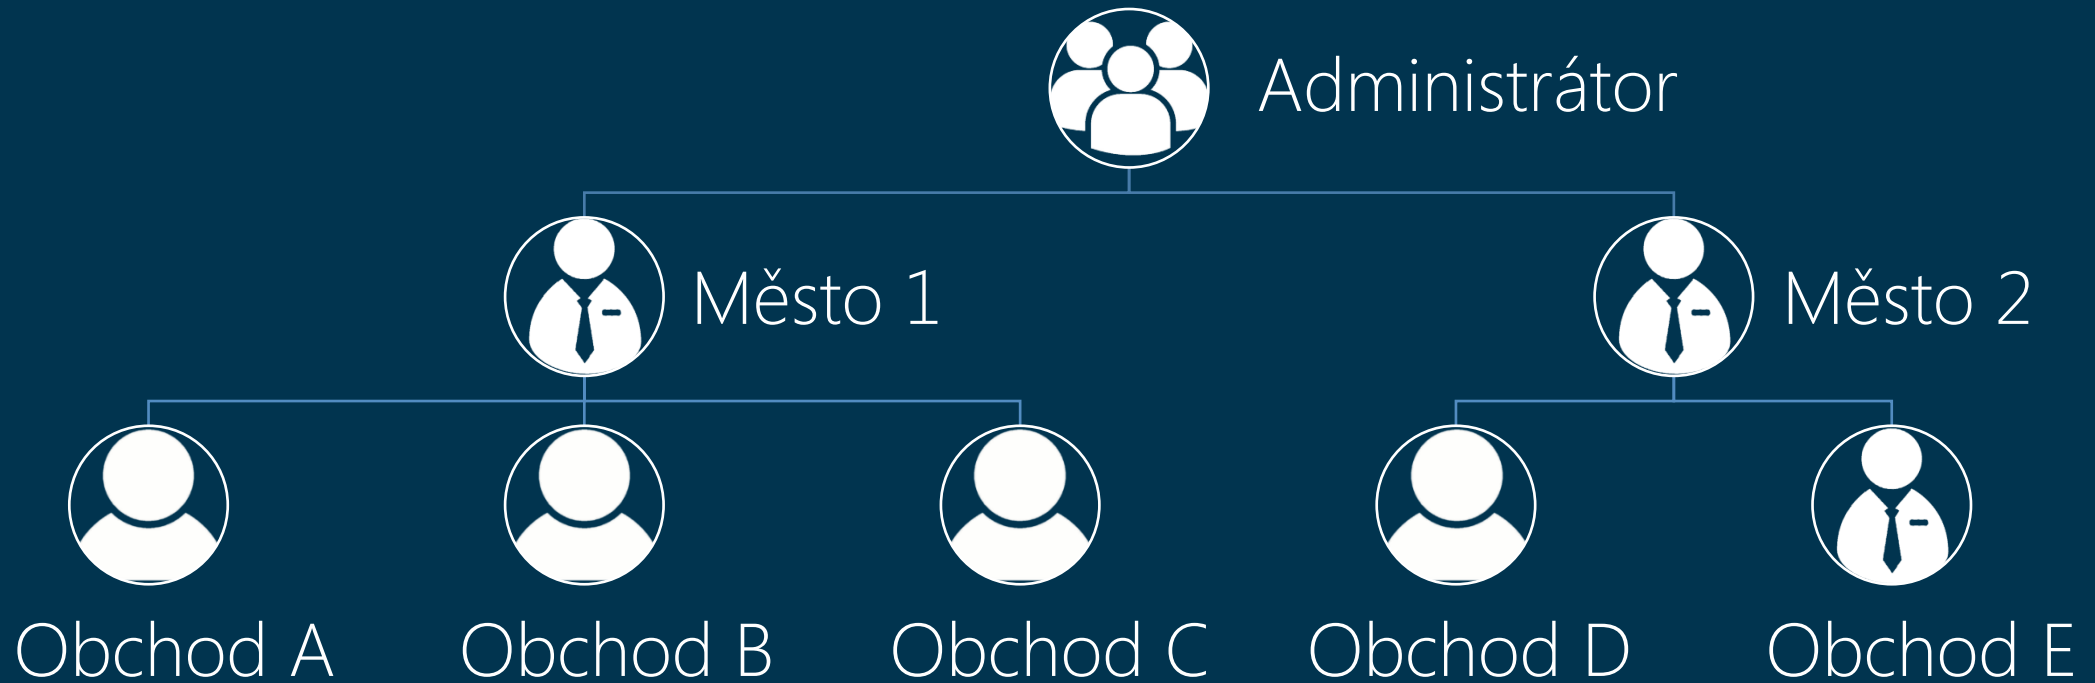 Administrátor
Město 1
Město 2
Obchod A
Obchod B
Obchod C
Obchod D
Obchod E